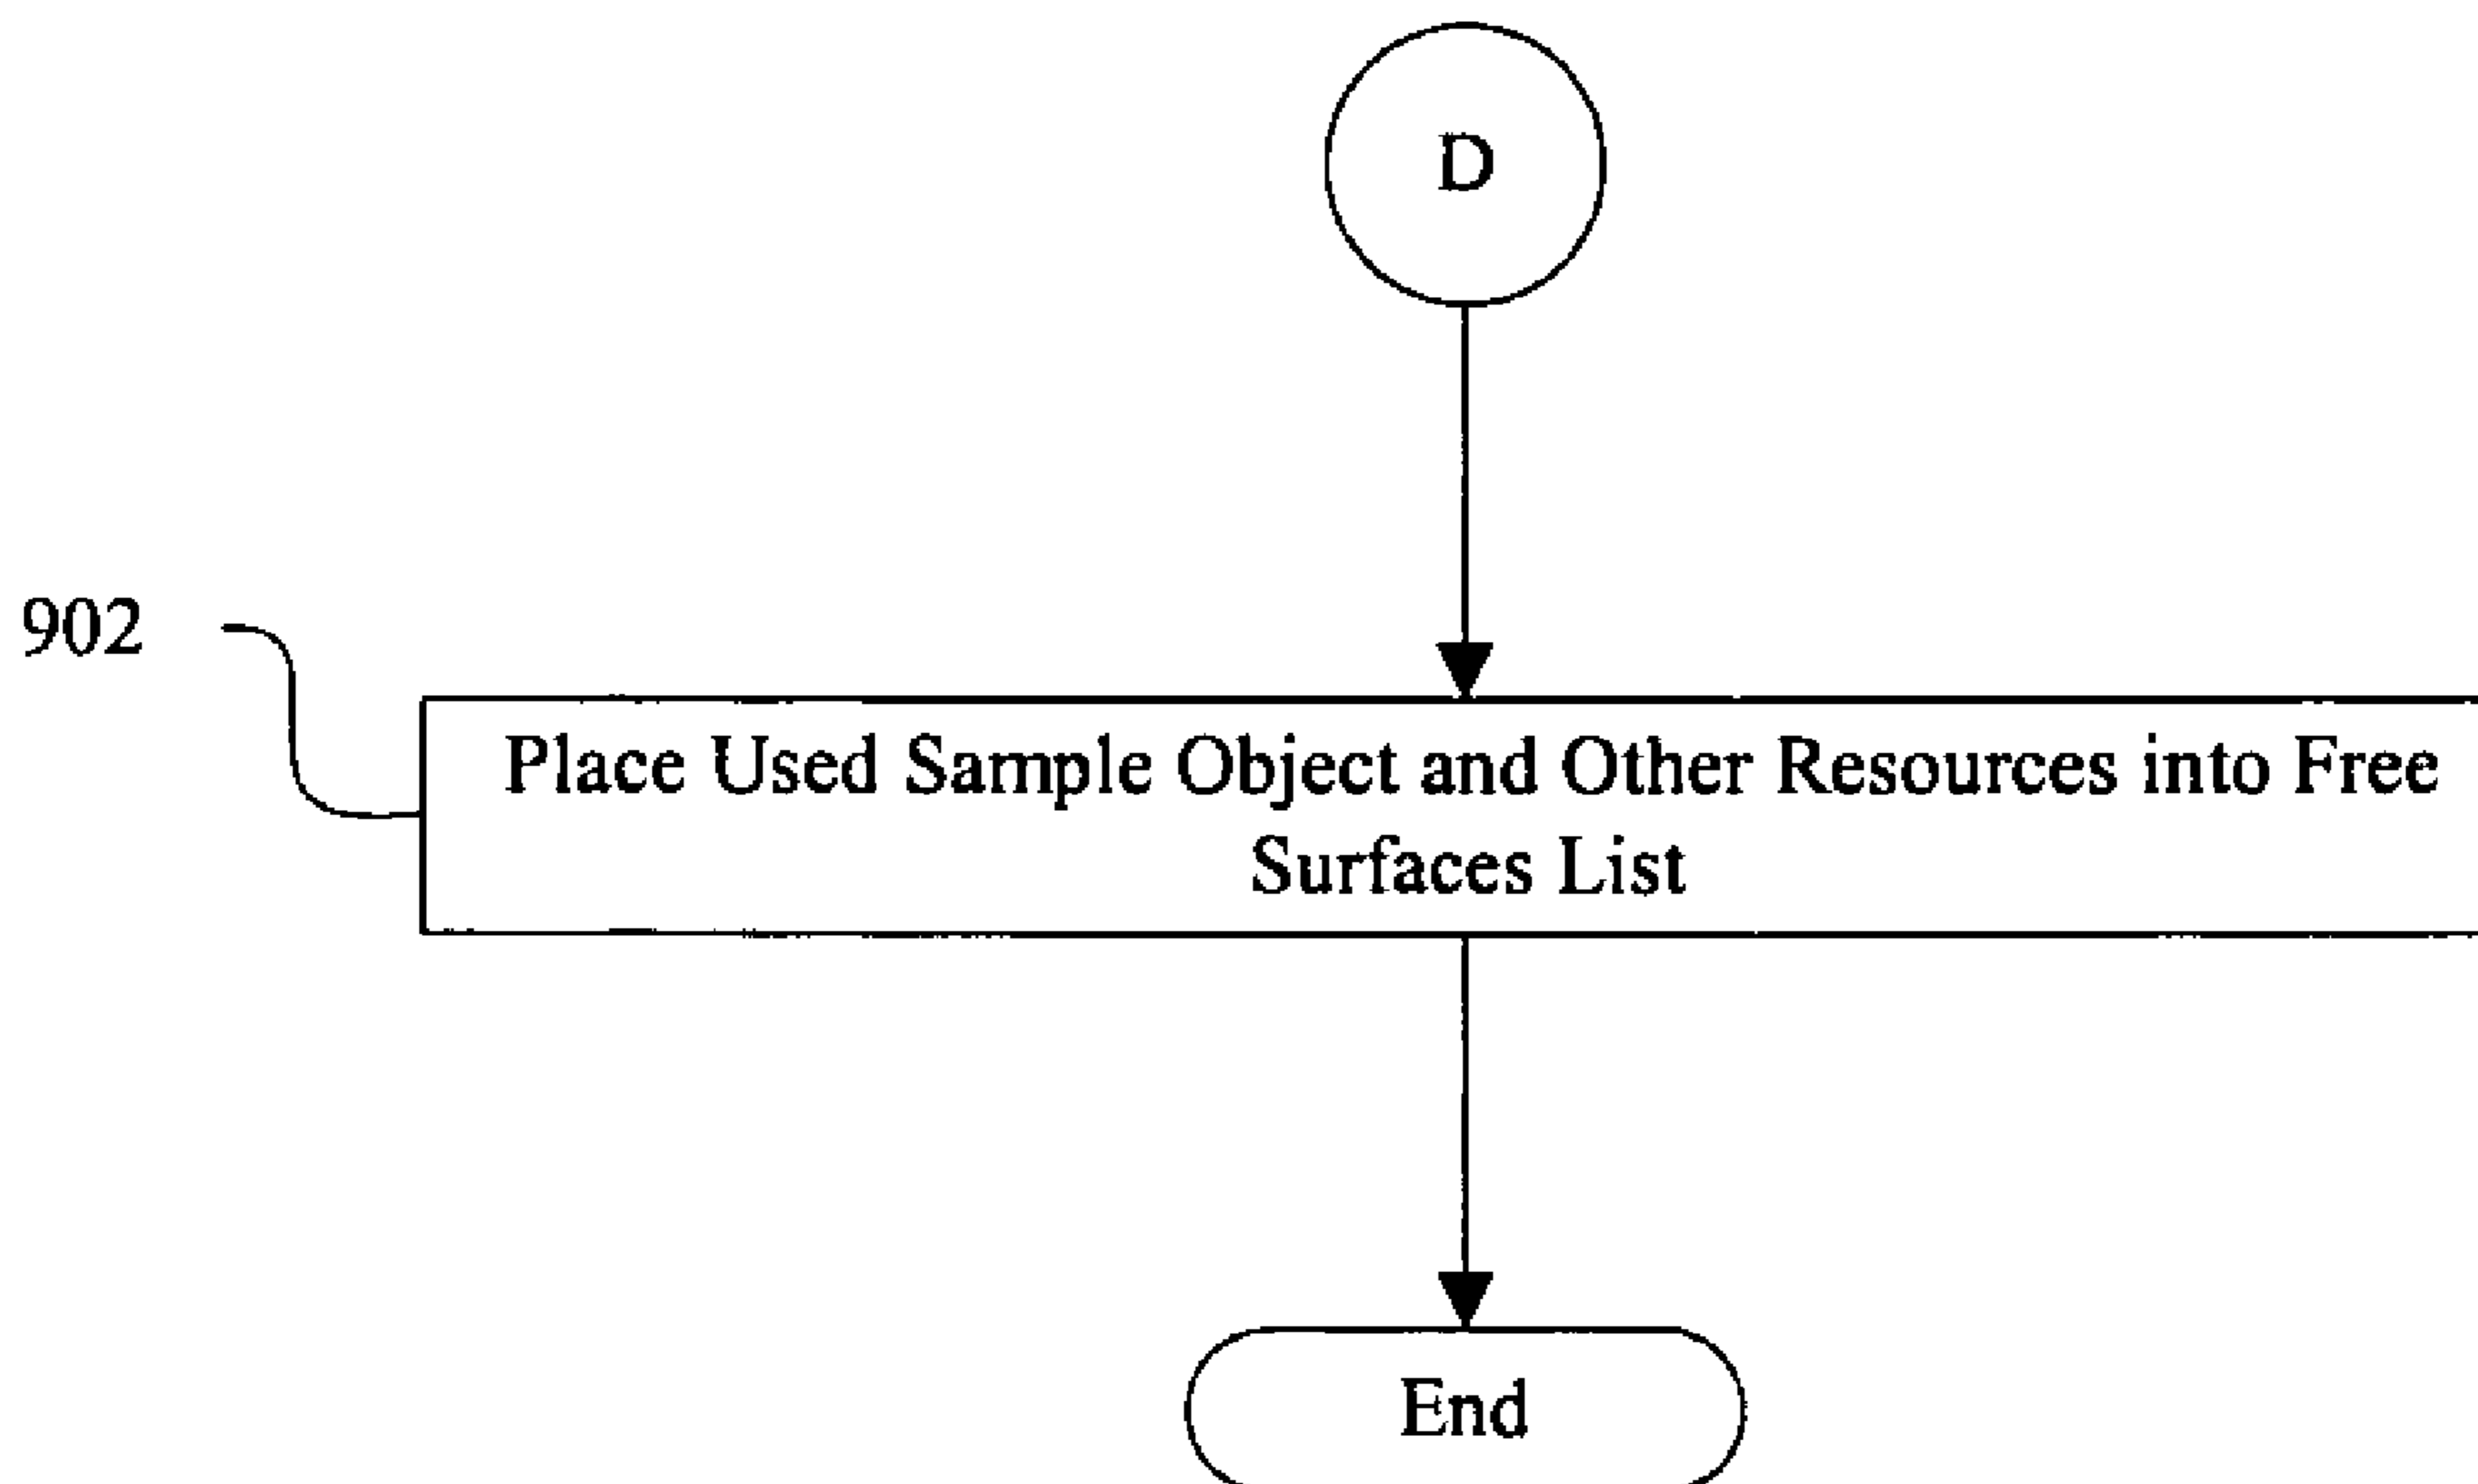 D
902
Place Used Sample Object and Other Resources into Free
Surfaces List
End